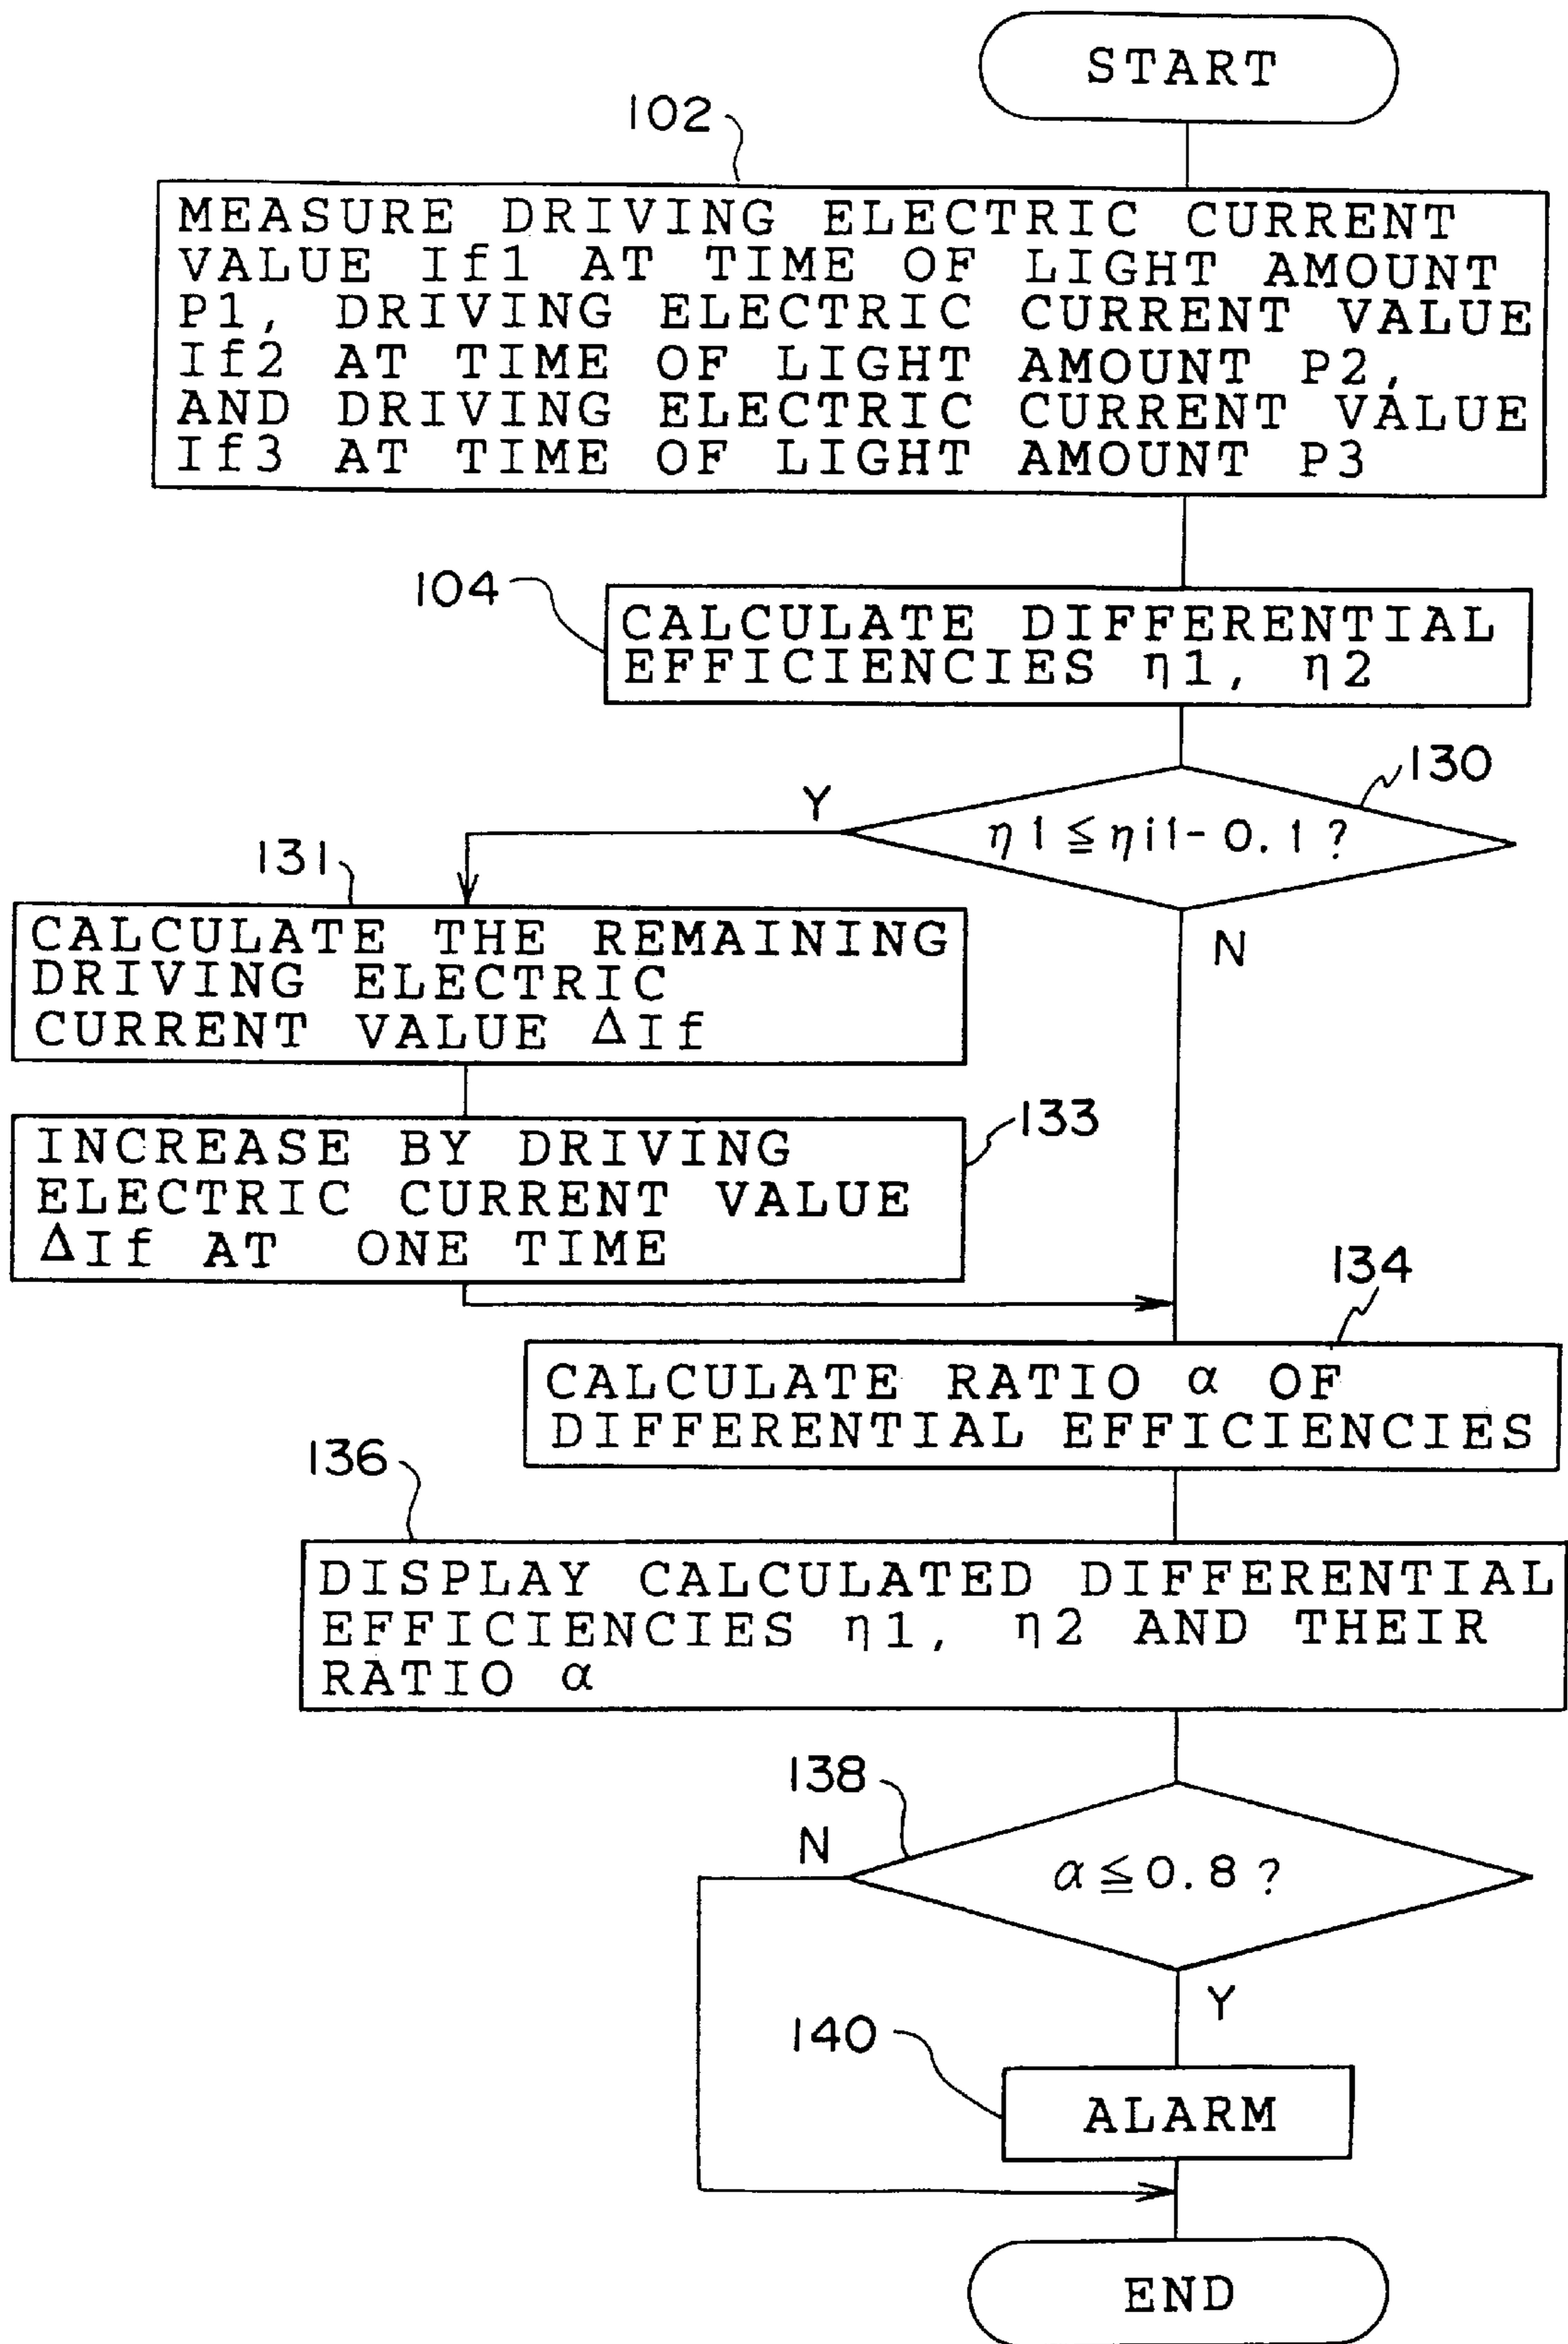 START
102
MEASURE DRIVING ELECTRIC CURRENT
VALUE If1 AT TIME OF LIGHT AMOUNT
P1, DRIVING ELECTRIC CURRENT VALUE
If2 AT TIME OF LIGHT AMOUNT P2,
AND DRIVING ELECTRIC CURRENT VALUE
If3 AT TIME OF LIGHT AMOUNT P3
104
CALCULATE DIFFERENTIAL
EFFICIENCIES η1, η2
130
η1≦ηi1-0.1?
Y
N
131
CALCULATE THE REMAINING
DRIVING ELECTRIC
CURRENT VALUE ΔIf
133
INCREASE BY DRIVING
ELECTRIC CURRENT VALUE
ΔIf AT ONE TIME
134
CALCULATE RATIO α OF
DIFFERENTIAL EFFICIENCIES
136
DISPLAY CALCULATED DIFFERENTIAL
EFFICIENCIES η1, η2 AND THEIR
RATIO α
138
N
α≦0.8?
Y
140
ALARM
END